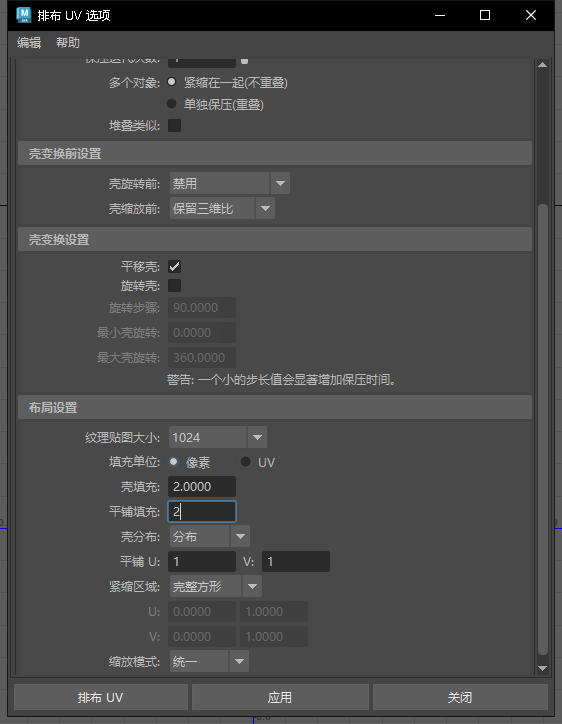 排布 UV 选项
编辑 帮助
保压迭代次数: 1
多个对象: 紧缩在一起(不重叠)
单独保压(重叠)
堆叠类似:
壳变换前设置
壳旋转前: 禁用
壳缩放前: 保留三维比
壳变换设置
平移壳:
旋转壳:
旋转步骤: 90.0000
最小壳旋转: 0.0000
最大壳旋转: 360.0000
警告: 一个小的步长值会显著增加保压时间。
布局设置
纹理贴图大小: 1024
填充单位: 像素 UV
壳填充: 2.0000
平铺填充: 2
壳分布: 分布
平铺 U: 1 V: 1
紧缩区域: 完整方形
U: 0.0000 1.0000
V: 0.0000 1.0000
缩放模式: 统一
排布 UV 应用 关闭